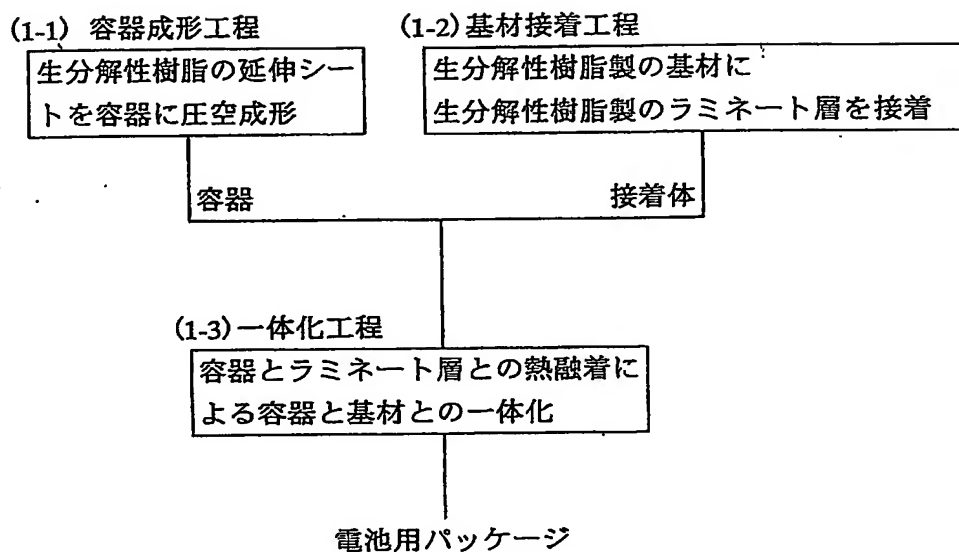 (1-1) 容器成形工程
生分解性樹脂の延伸シー
トを容器に圧空成形
(1-2)基材接着工程
生分解性樹脂製の基材に
生分解性樹脂製のラミネート層を接着
容器
接着体
(1-3)一体化工程
容器とラミネート層との熱融着に
よる容器と基材との一体化
電池用パッケージ